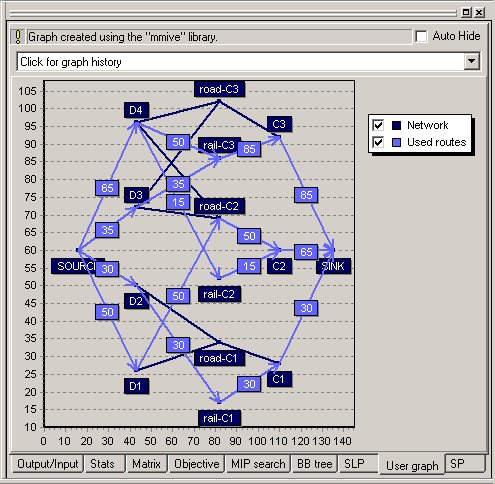 Graph created using the "mmive" library.
Auto Hide
Click for graph history
105
100
95
90
85
80
75
70
65
60
55
50
45
40
35
30
25
20
15
10
road-C3
D4
C3
50
rail-C3
85
65
35
D3
15
road-C2
85
35
50
SOURCE
30
15
C2
65
SINK
D2
50
rail-C2
50
30
30
road-C1
D1
30
C1
rail-C1
0 10 20 30 40 50 60 70 80 90 100 110 120 130 140
Network
Used routes
Output/Input Stats Matrix Objective MIP search BB tree SLP User graph SP